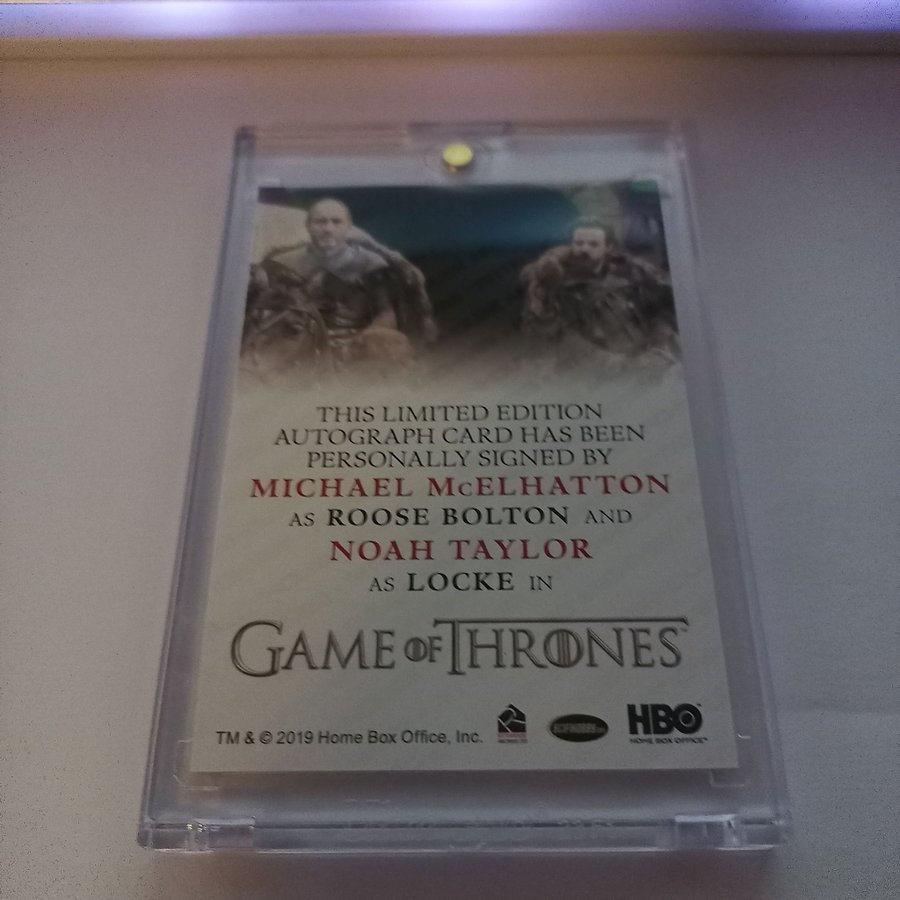 THIS LIMITED EDITION
AUTOGRAPH CARD HAS BEEN
PERSONALLY SIGNED BY
MICHAEL McELHATTON
AS ROOSE BOLTON AND
NOAH TAYLOR
AS LOCKE IN
GAME OF THRONES™
TM & © 2019 Home Box Office, Inc.
HBO
HOME BOX OFFICE